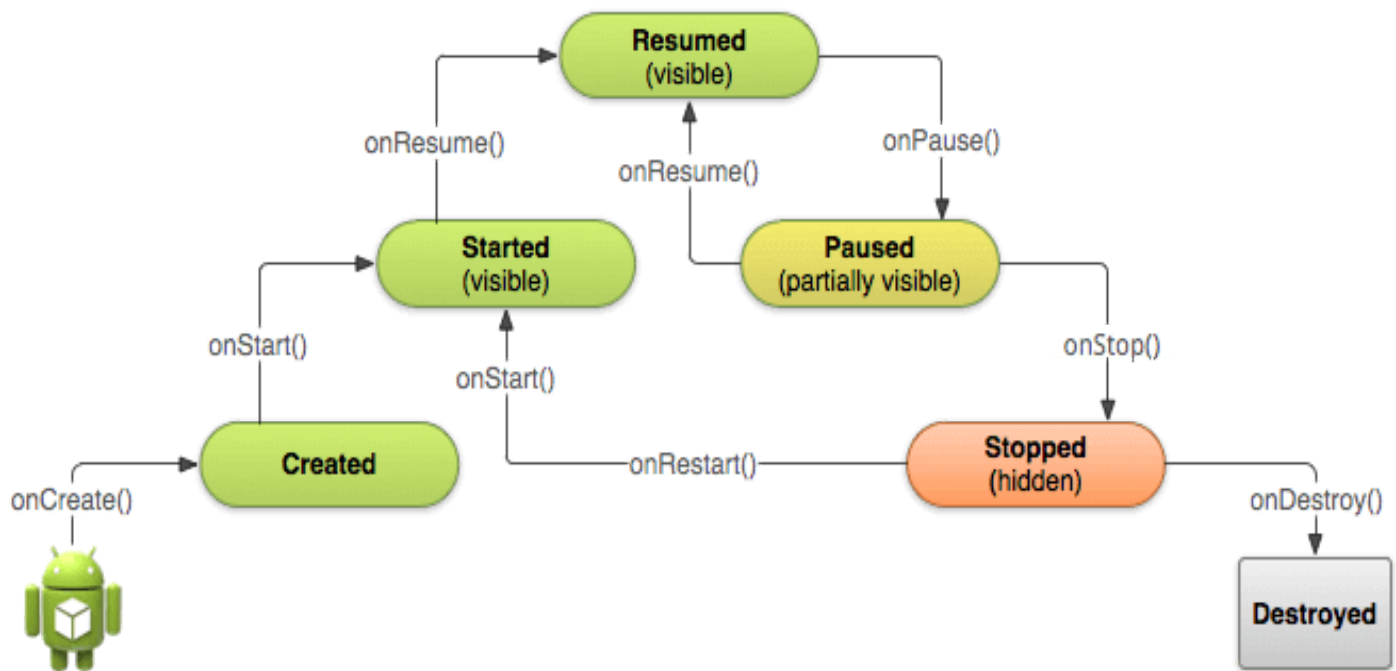 Resumed
(visible)
onResume()
onPause()
onResume()
Started
(visible)
Paused
(partially visible)
onStart()
onStop()
onStart()
Created
onRestart()
Stopped
(hidden)
onCreate()
onDestroy()
Destroyed